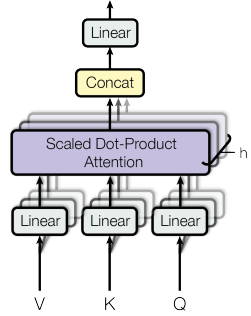 Linear
Concat
Scaled Dot-Product
Attention
h
Linear Linear Linear
V K Q